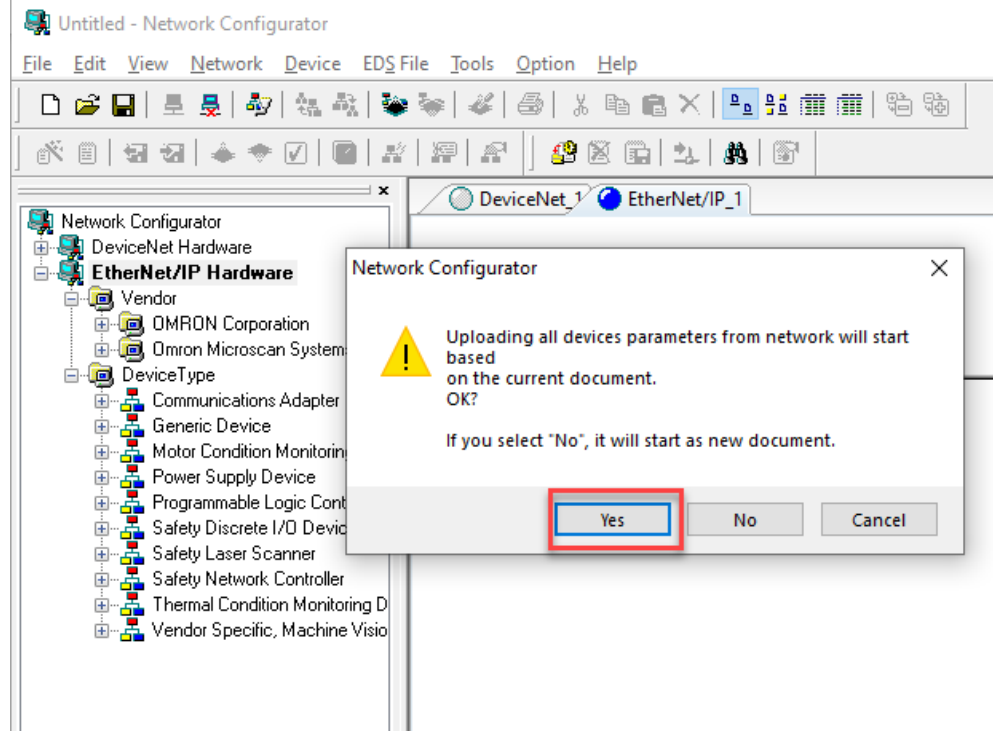 Untitled - Network Configurator
File Edit View Network Device EDS File Tools Option Help
DeviceNet_1 EtherNet/IP_1
Network Configurator
DeviceNet Hardware
EtherNet/IP Hardware
Vendor
OMRON Corporation
Omron Microscan System
DeviceType
Communications Adapter
Generic Device
Motor Condition Monitorin
Power Supply Device
Programmable Logic Cont
Safety Discrete I/O Devic
Safety Laser Scanner
Safety Network Controller
Thermal Condition Monitoring D
Vendor Specific, Machine Visio
Network Configurator
Uploading all devices parameters from network will start
based
on the current document.
OK?
If you select "No", it will start as new document.
Yes No Cancel